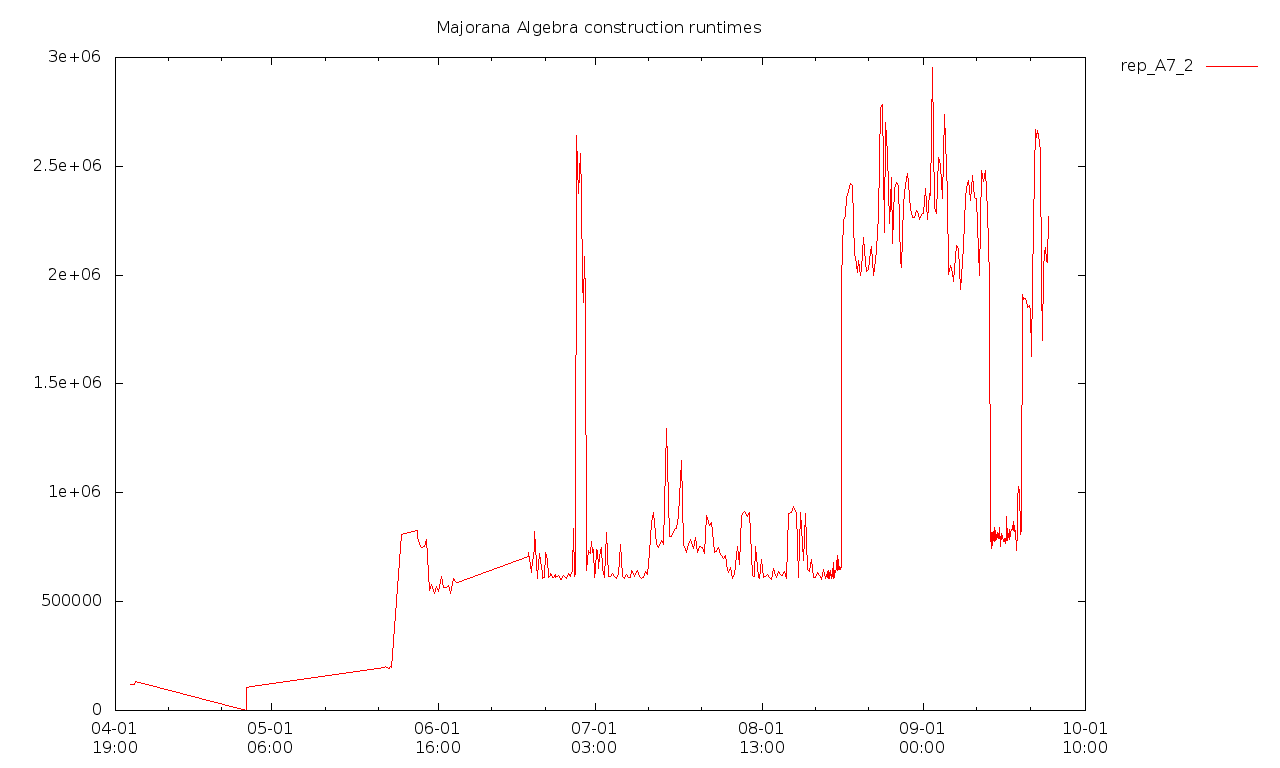 Majorana Algebra construction runtimes
rep_A7_2
3e+06
2.5e+06
2e+06
1.5e+06
1e+06
500000
0
04-01 05-01 06-01 07-01 08-01 09-01 10-01
19:00 06:00 16:00 03:00 13:00 00:00 10:00